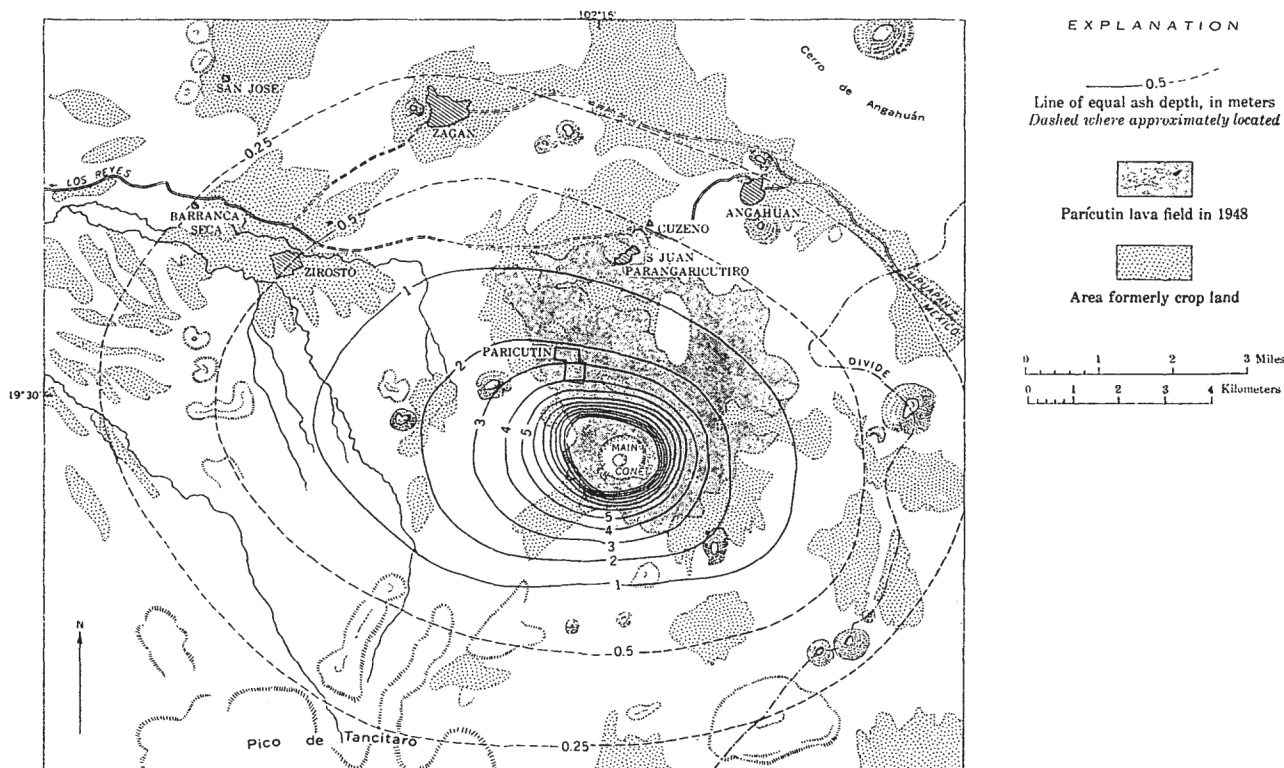 102°15'
EXPLANATION
0.5
Line of equal ash depth, in meters
Dashed where approximately located
Parícutin lava field in 1948
Area formerly crop land
0 1 2 3 Miles
0 1 2 3 4 Kilometers
Cerro
de Angahuán
SAN JOSE
ZACAN
0.25
← LOS REYES
BARRANCA
SECA
0.5
ZIROSTO
ANGAHUAN
CUZENO
S JUAN
PARANGARICUTIRO
URUAPAN
MEXICO
1
2
PARICUTIN
DIVIDE
19°30'
3
4
5
MAIN
CONE
5
4
3
2
1
N
0.5
0.25
Pico de Tancitaro